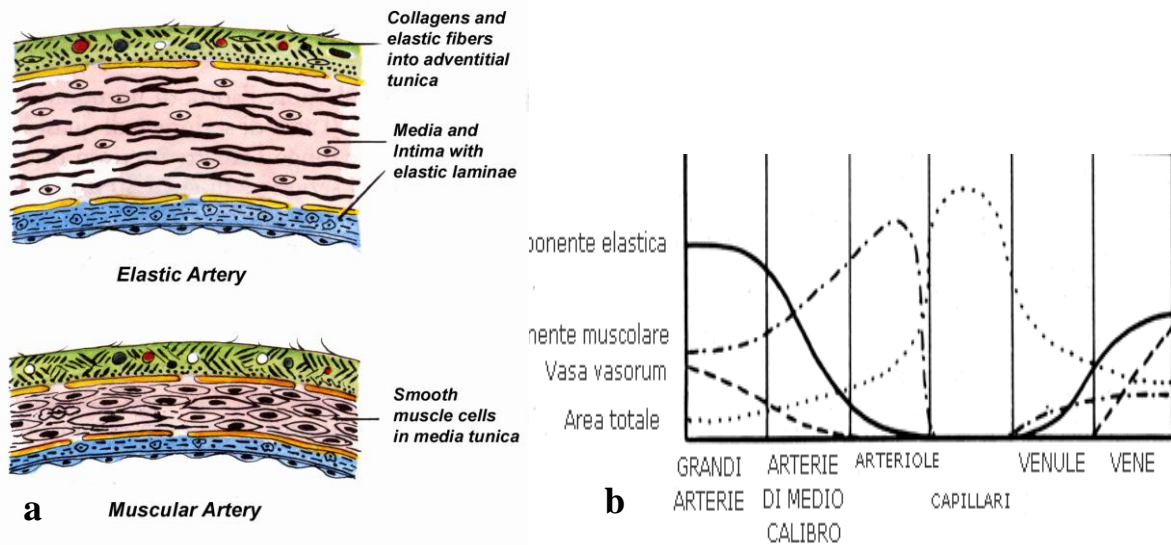 Collagens and
elastic fibers
into adventitial
tunica
Media and
Intima with
elastic laminae
Elastic Artery
Smooth
muscle cells
in media tunica
a
Muscular Artery
ponente elastica
nente muscolare
Vasa vasorum
Area totale
GRANDI
ARTERIE
ARTERIE
DI MEDIO
CALIBRO
ARTERIOLE
CAPILLARI
VENULE
VENE
b